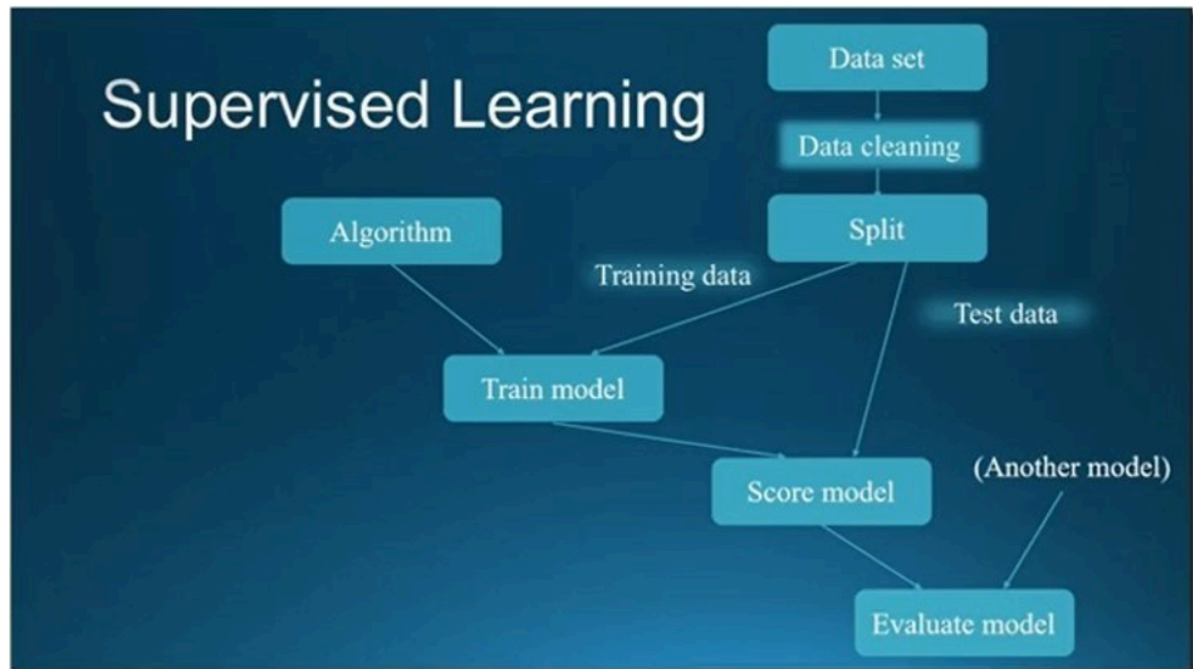 Supervised Learning
Data set
Data cleaning
Algorithm
Split
Training data
Test data
Train model
Score model
(Another model)
Evaluate model